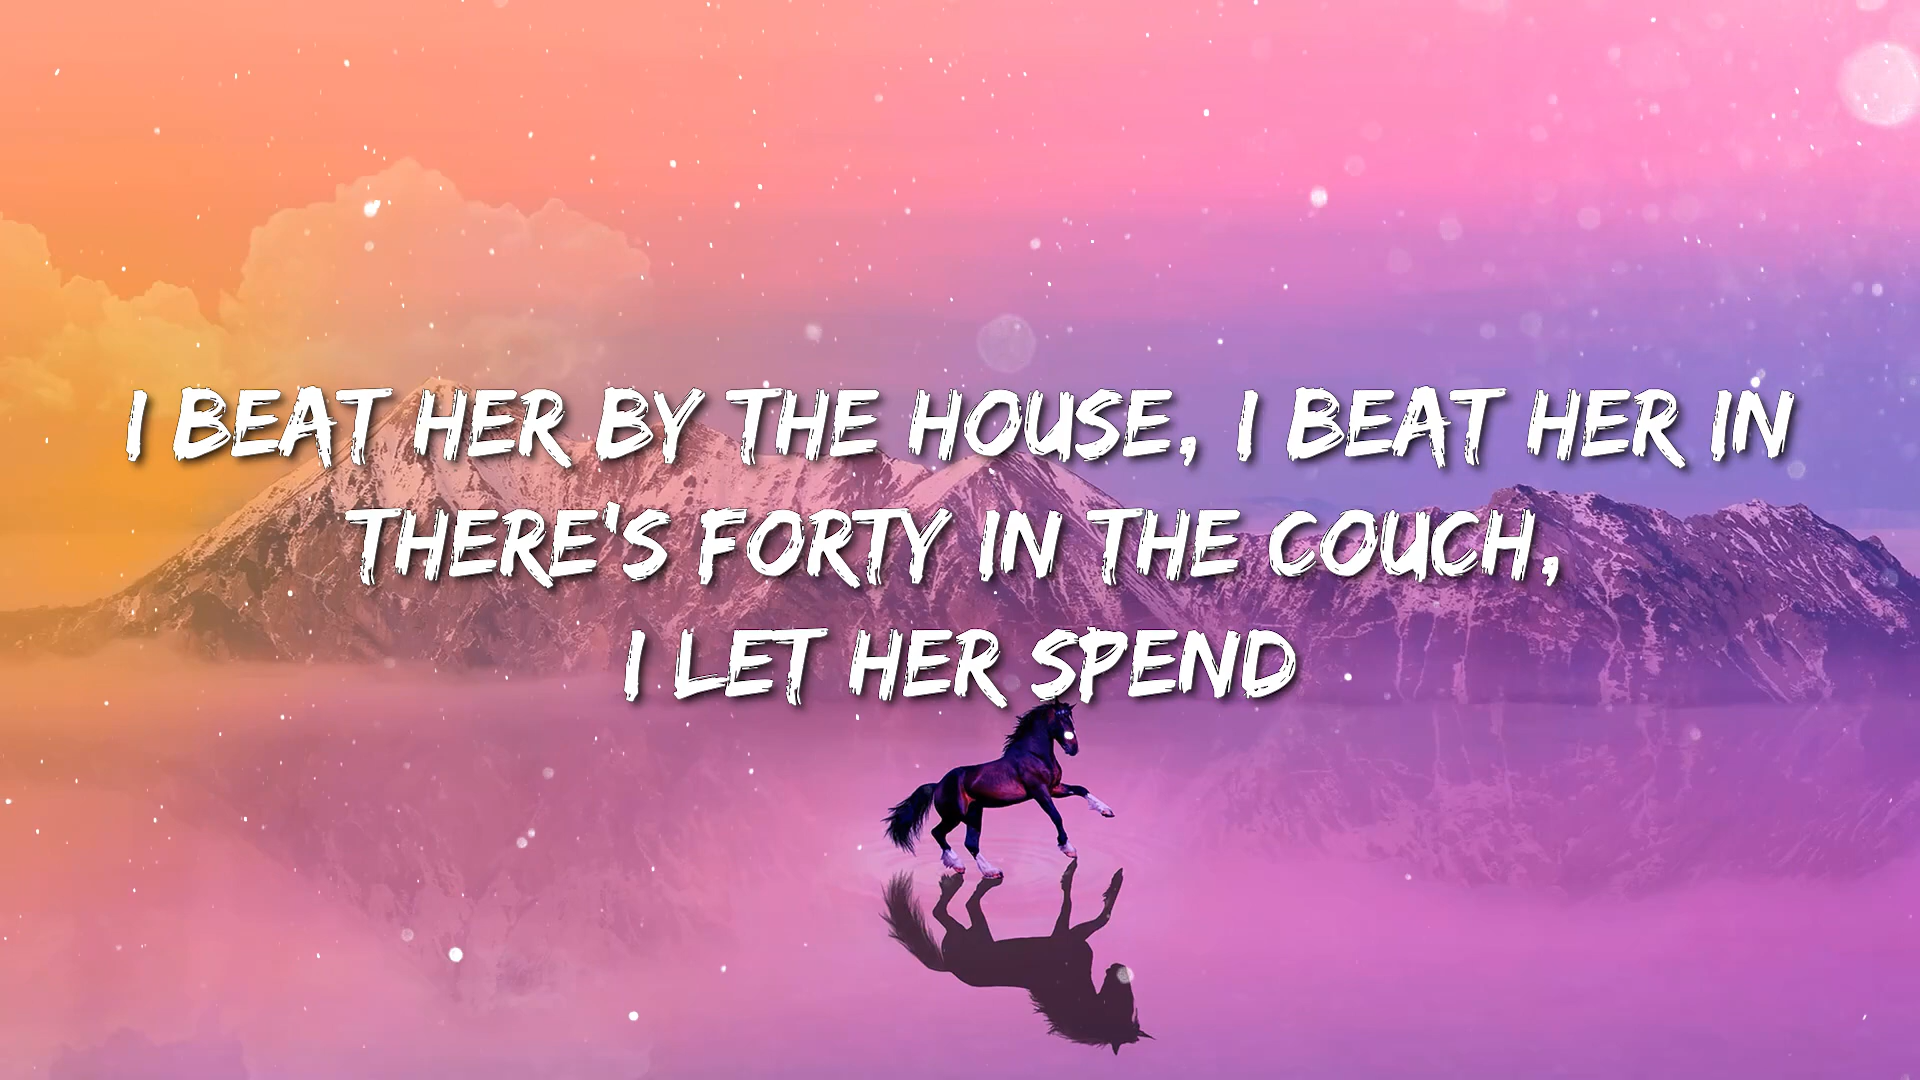 I BEAT HER BY THE HOUSE, I BEAT HER IN
THERE'S FORTY IN THE COUCH,
I LET HER SPEND